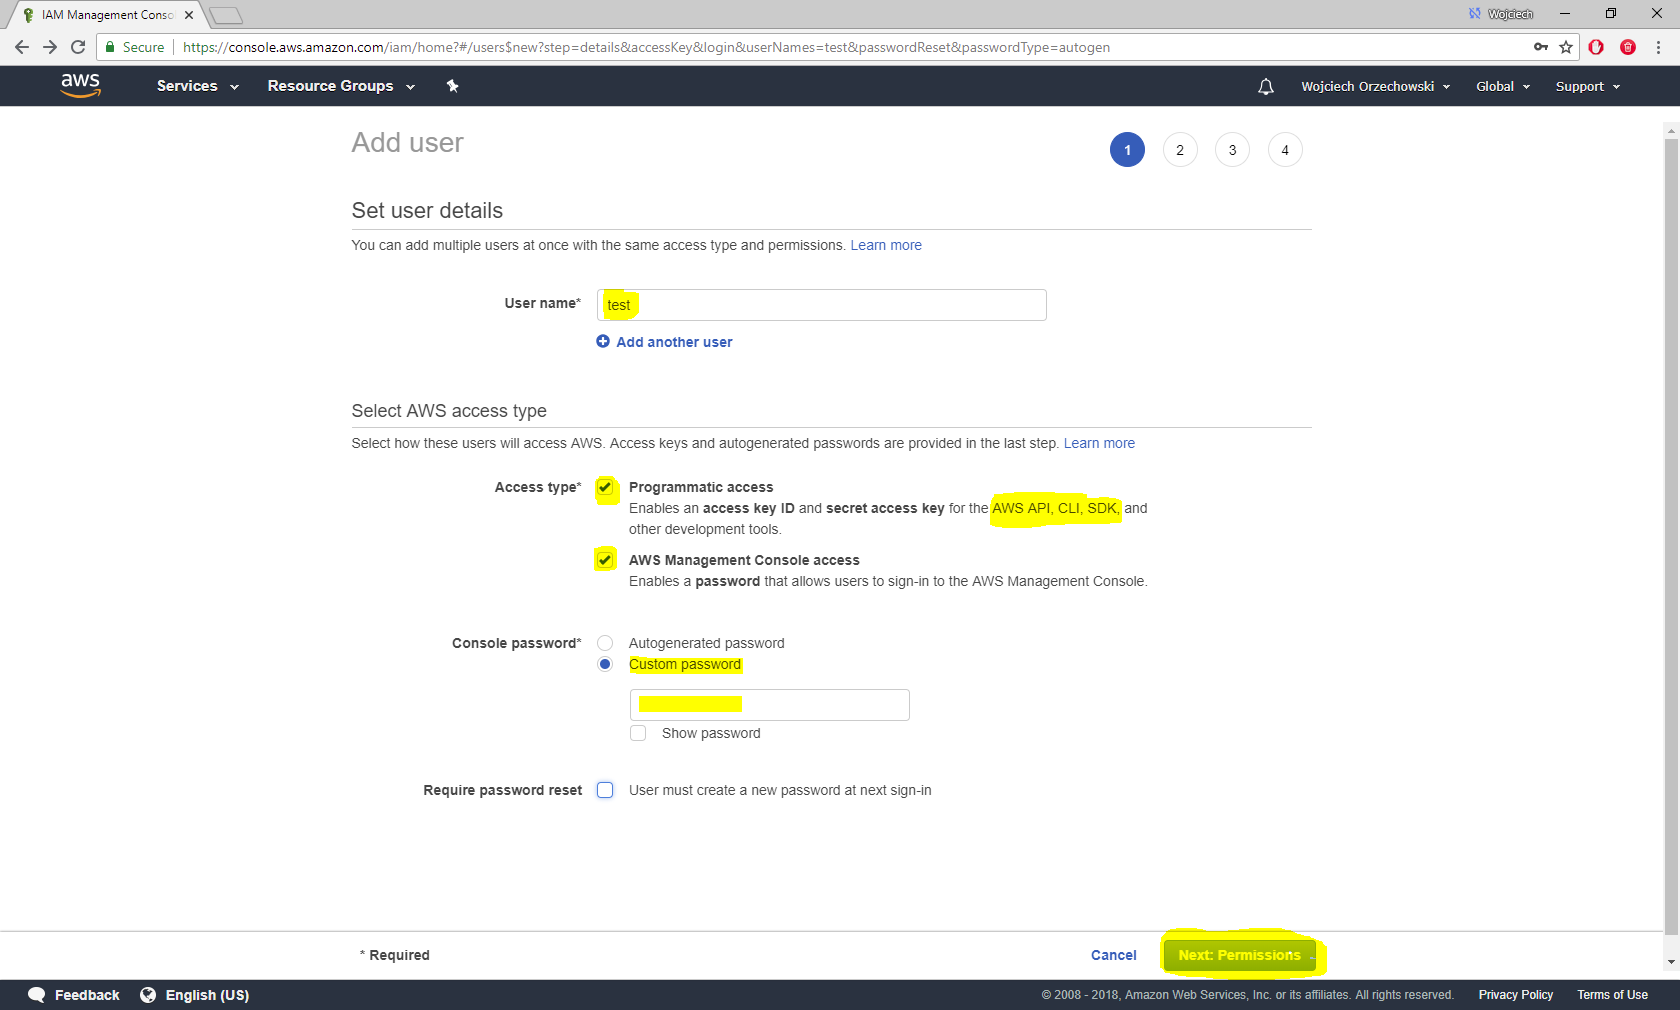 IAM Management Conso
Wojciech
Secure https://console.aws.amazon.com/iam/home?#/users$new?step=details&accessKey&login&userNames=test&passwordReset&passwordType=autogen
aws Services Resource Groups Wojciech Orzechowski Global Support
Add user
1 2 3 4
Set user details
You can add multiple users at once with the same access type and permissions. Learn more
User name* test
Add another user
Select AWS access type
Select how these users will access AWS. Access keys and autogenerated passwords are provided in the last step. Learn more
Access type* Programmatic access
Enables an access key ID and secret access key for the AWS API, CLI, SDK, and
other development tools.
AWS Management Console access
Enables a password that allows users to sign-in to the AWS Management Console.
Console password* Autogenerated password
Custom password
Show password
Require password reset User must create a new password at next sign-in
* Required Cancel Next: Permissions
Feedback English (US) © 2008 - 2018, Amazon Web Services, Inc. or its affiliates. All rights reserved. Privacy Policy Terms of Use